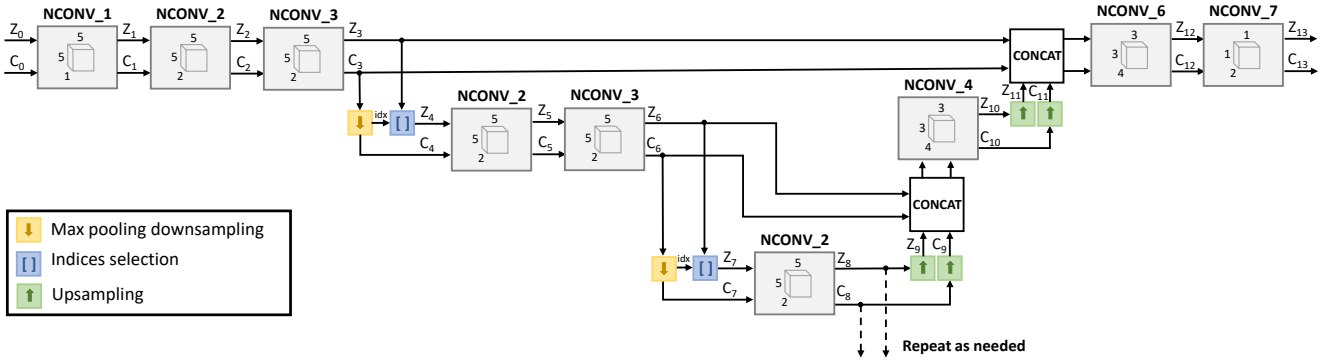 NCONV_1 NCONV_2 NCONV_3 NCONV_6 NCONV_7
Z0 5 Z1 5 Z2 5 Z3 3 Z12 1 Z13
5 5 5 CONCAT 3 1
C0 1 C1 2 C2 2 C3 4 C12 2 C13
NCONV_2 NCONV_3 NCONV_4 Z11 C11
idx Z4 5 Z5 5 Z6 3 Z10
[ ] 5 5 3
C4 2 C5 2 C6 4 C10
CONCAT
NCONV_2 Z9 C9
idx Z7 5 Z8
[ ] 5
C7 2 C8
Repeat as needed
Max pooling downsampling
[ ] Indices selection
Upsampling